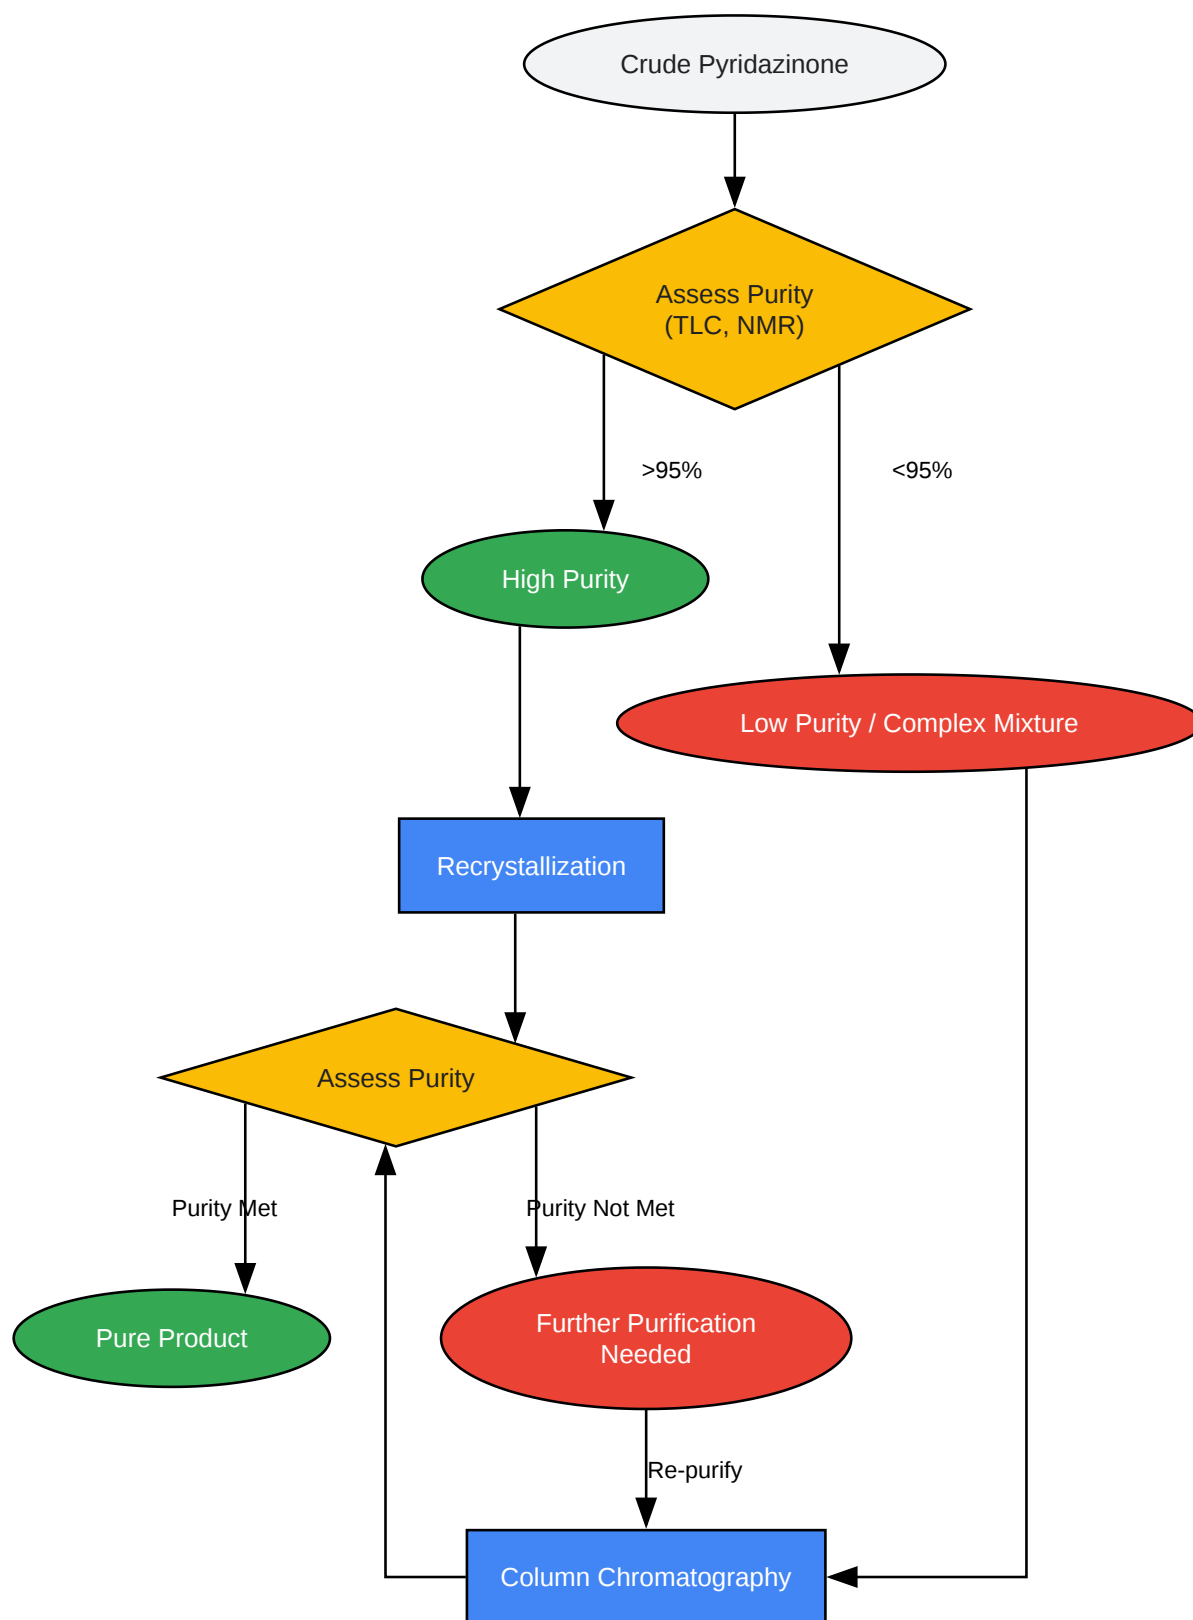 Crude Pyridazinone
Assess Purity
(TLC, NMR)
>95%
<95%
High Purity
Low Purity / Complex Mixture
Recrystallization
Assess Purity
Purity Met
Purity Not Met
Pure Product
Further Purification
Needed
Re-purify
Column Chromatography